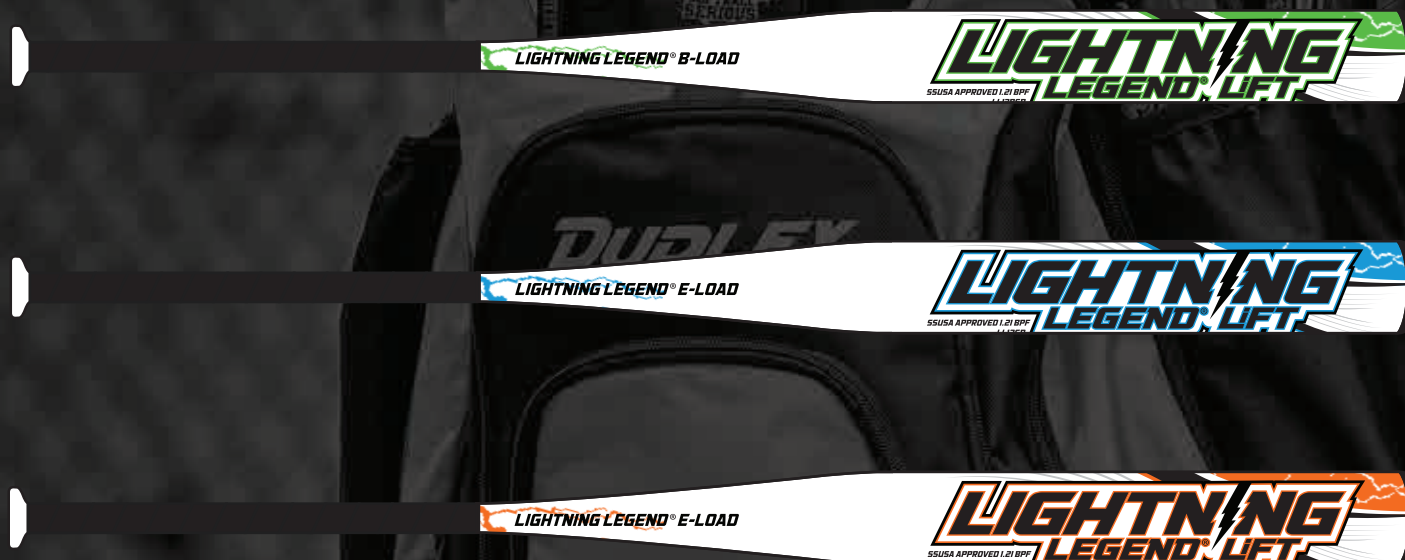 SERIOUS
LIGHTNING LEGEND® B-LOAD
LIGHTNING
LEGEND® LIFT
SSUSA APPROVED 1.21 BPF
DUDLEY
LIGHTNING LEGEND® E-LOAD
LIGHTNING
LEGEND® LIFT
SSUSA APPROVED 1.21 BPF
LIGHTNING LEGEND® E-LOAD
LIGHTNING
LEGEND® LIFT
SSUSA APPROVED 1.21 BPF